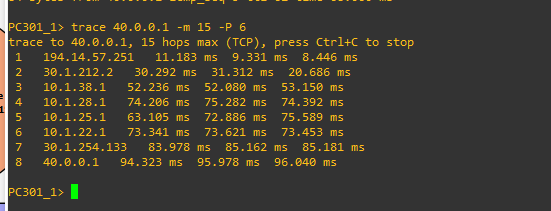 PC301_1> trace 40.0.0.1 -m 15 -P 6
trace to 40.0.0.1, 15 hops max (TCP), press Ctrl+C to stop
1 194.14.57.251 11.183 ms 9.331 ms 8.446 ms
2 30.1.212.2 30.292 ms 31.312 ms 20.686 ms
3 10.1.38.1 52.236 ms 52.080 ms 53.150 ms
4 10.1.28.1 74.206 ms 75.282 ms 74.392 ms
5 10.1.25.1 63.105 ms 72.886 ms 75.589 ms
6 10.1.22.1 73.341 ms 73.621 ms 73.453 ms
7 30.1.254.133 83.978 ms 85.162 ms 85.181 ms
8 40.0.0.1 94.323 ms 95.978 ms 96.040 ms
PC301_1>